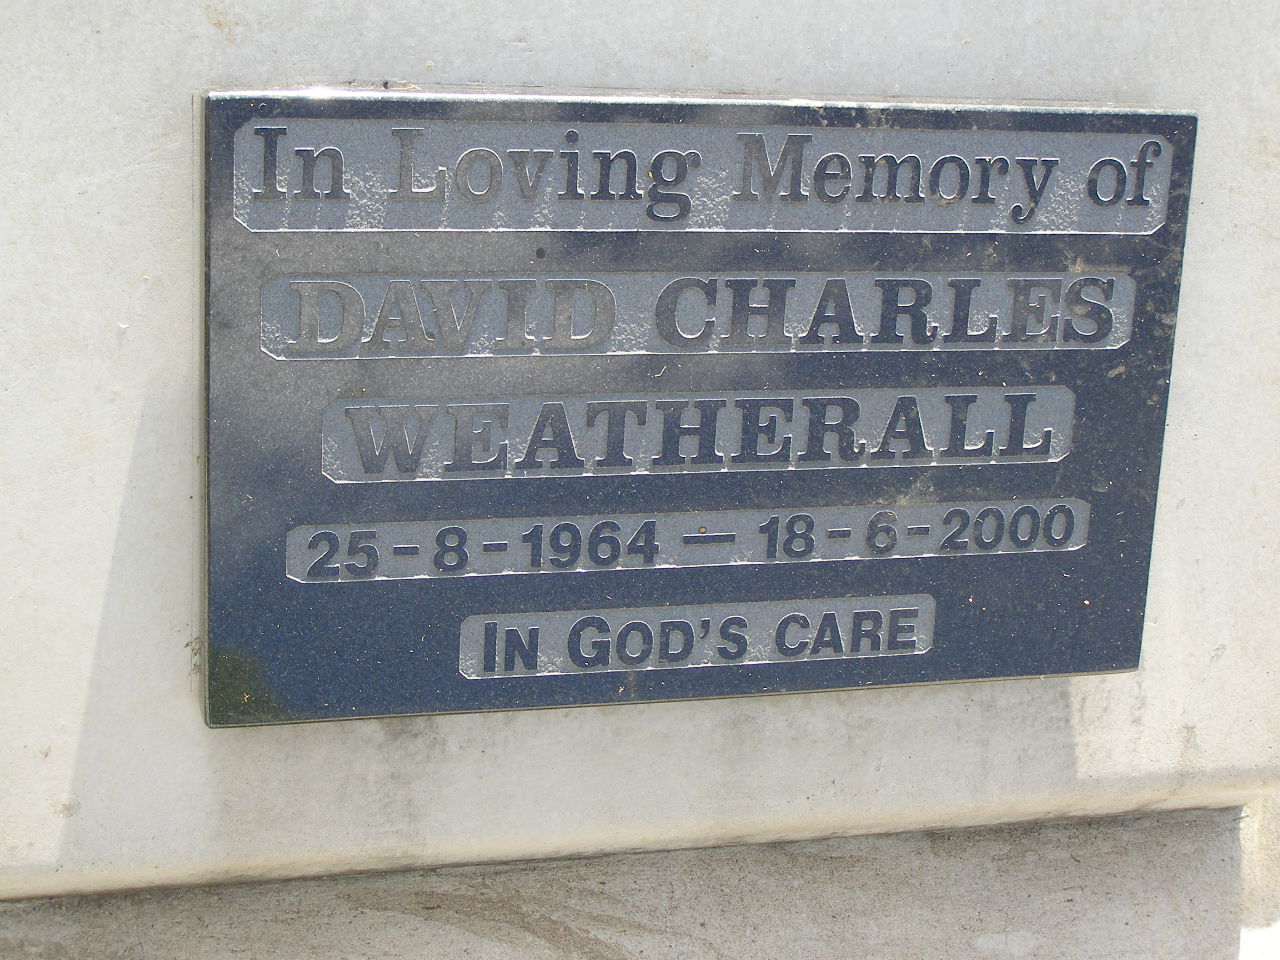 In Loving Memory of
DAVID CHARLES
WEATHERALL
25-8-1964 — 18-6-2000
IN GOD'S CARE